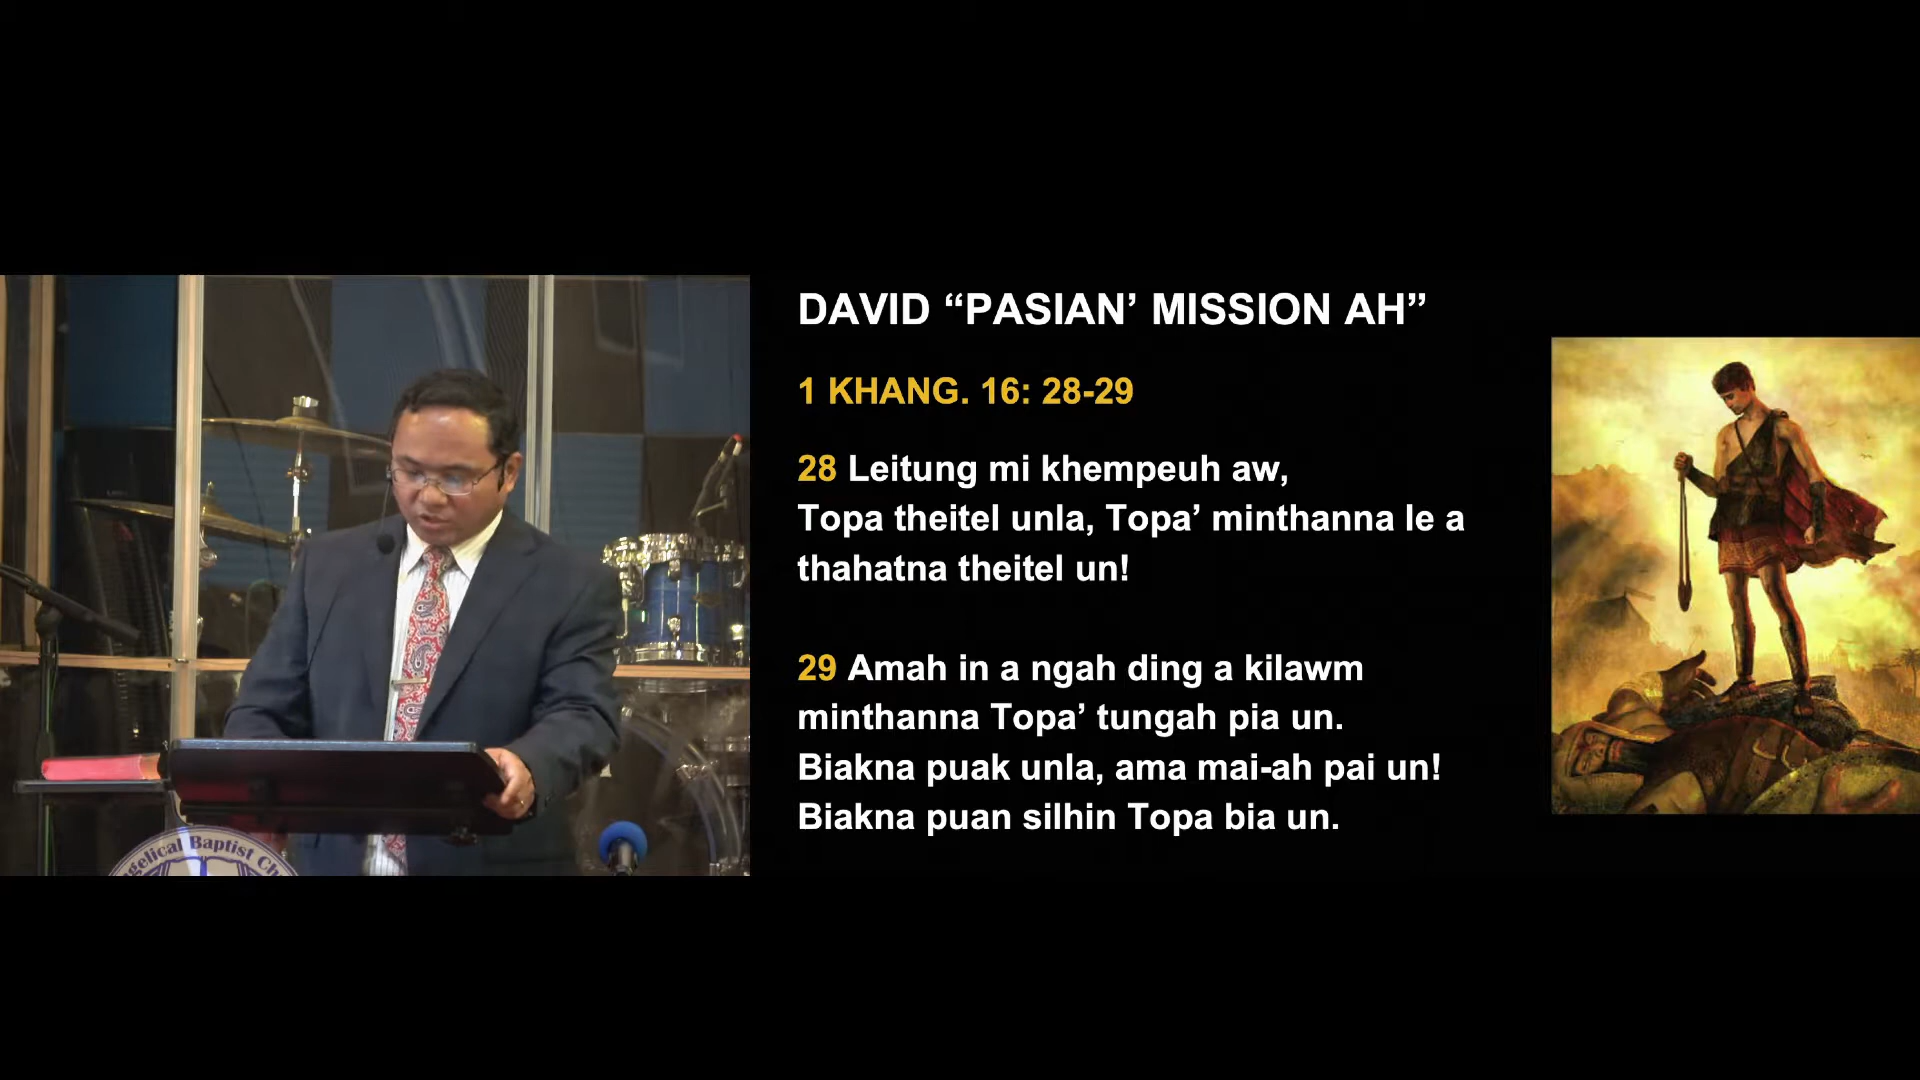 DAVID “PASIAN’ MISSION AH”
1 KHANG. 16: 28-29
28 Leitung mi khempeuh aw,
Topa theitel unla, Topa’ minthanna le a
thahatna theitel un!
29 Amah in a ngah ding a kilawm
minthanna Topa’ tungah pia un.
Biakna puak unla, ama mai-ah pai un!
Biakna puan silhin Topa bia un.
Baptist